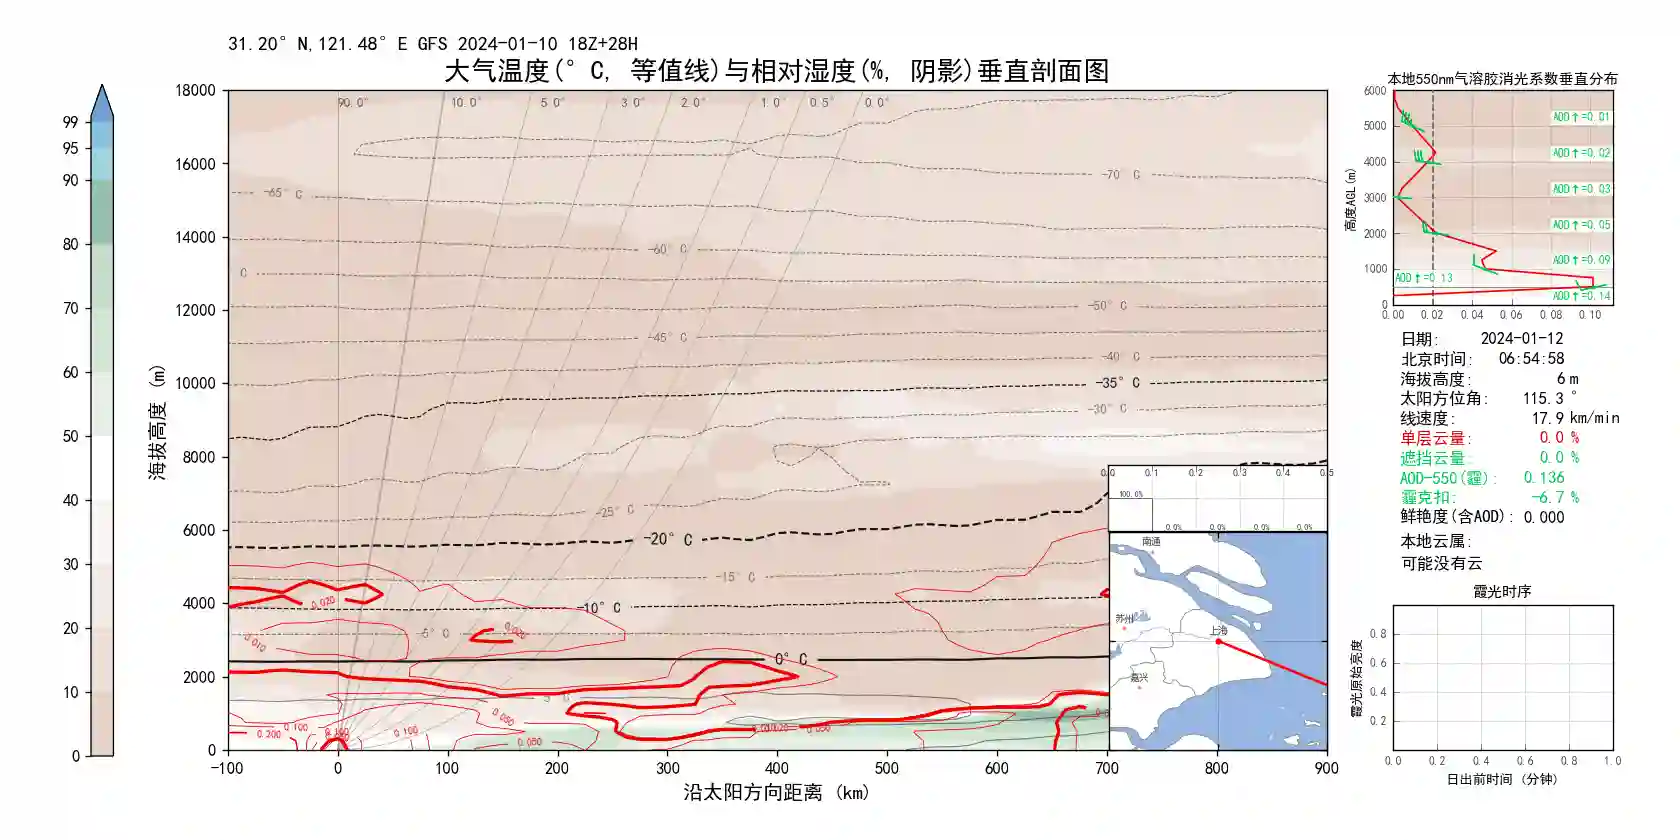 31.20°N,121.48°E GFS 2024-01-10 18Z+28H
大气温度(°C, 等值线)与相对湿度(%, 阴影)垂直剖面图
99
95
90
80
70
60
50
40
30
20
10
0
海拔高度 (m)
18000
16000
14000
12000
10000
8000
6000
4000
2000
0
90.0° 10.0° 5.0° 3.0° 2.0° 1.0° 0.5° 0.0°
-70°C
-65°C
-60°C
C
-50°C
-45°C
-40°C
-35°C
-30°C
-25°C
-20°C
-15°C
-10°C
-5°C
0°C
0.020
0.020
0.010
0.050
0.200
0.100
0.100
0.100
0.050
0.050
-100 0 100 200 300 400 500 600 700 800 900
沿太阳方向距离 (km)
0.0 0.1 0.2 0.3 0.4 0.5
100.0%
0.0% 0.0% 0.0% 0.0%
南通
苏州
上海
嘉兴
本地550nm气溶胶消光系数垂直分布
高度AGL(m)
6000
5000
4000
3000
2000
1000
0
AOD↑=0.01
AOD↑=0.02
AOD↑=0.03
AOD↑=0.05
AOD↑=0.09
AOD↑=0.13
AOD↑=0.14
0.00 0.02 0.04 0.06 0.08 0.10
日期: 2024-01-12
北京时间: 06:54:58
海拔高度: 6 m
太阳方位角: 115.3 °
线速度: 17.9 km/min
单层云量: 0.0 %
遮挡云量: 0.0 %
AOD-550(霾): 0.136
霾克扣: -6.7 %
鲜艳度(含AOD): 0.000
本地云属:
可能没有云
霞光时序
霞光原始亮度
0.8
0.6
0.4
0.2
0.0 0.2 0.4 0.6 0.8 1.0
日出前时间 (分钟)